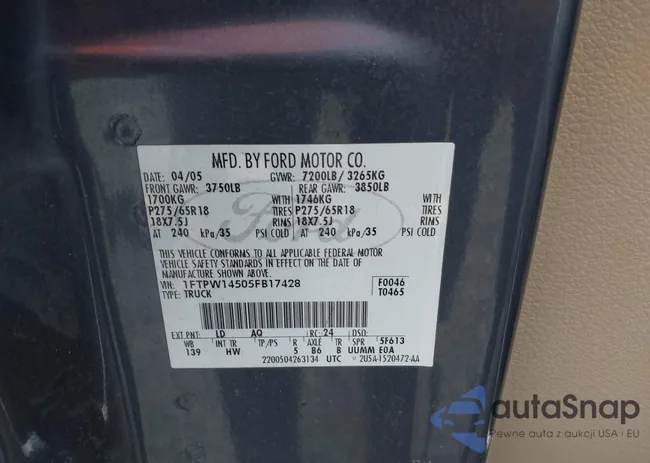 MFD. BY FORD MOTOR CO.
DATE: 04/05 GVWR: 7200LB/ 3265KG
FRONT GAWR: 3750LB REAR GAWR: 3850LB
1700KG WITH 1746KG WITH
P275/65R18 TIRES P275/65R18 TIRES
18X7.5J RIMS 18X7.5J RIMS
AT 240 kPa/35 PSI COLD AT 240 kPa/35 PSI COLD
Ford
THIS VEHICLE CONFORMS TO ALL APPLICABLE FEDERAL MOTOR
VEHICLE SAFETY STANDARDS IN EFFECT ON THE DATE OF
MANUFACTURE SHOWN ABOVE.
VIN: 1FTPW14505FB17428 F0046
TYPE: TRUCK T0465
EXT PNT: LD AQ RC: 24 DSO:
WB INT TR TP/PS R AXLE TR SPR 5F613
139 HW 5 B6 B UUMM E0A
2200504263134 UTC 2U5A-1520472-AA
autaSnap
Pewne auta z aukcji USA i EU